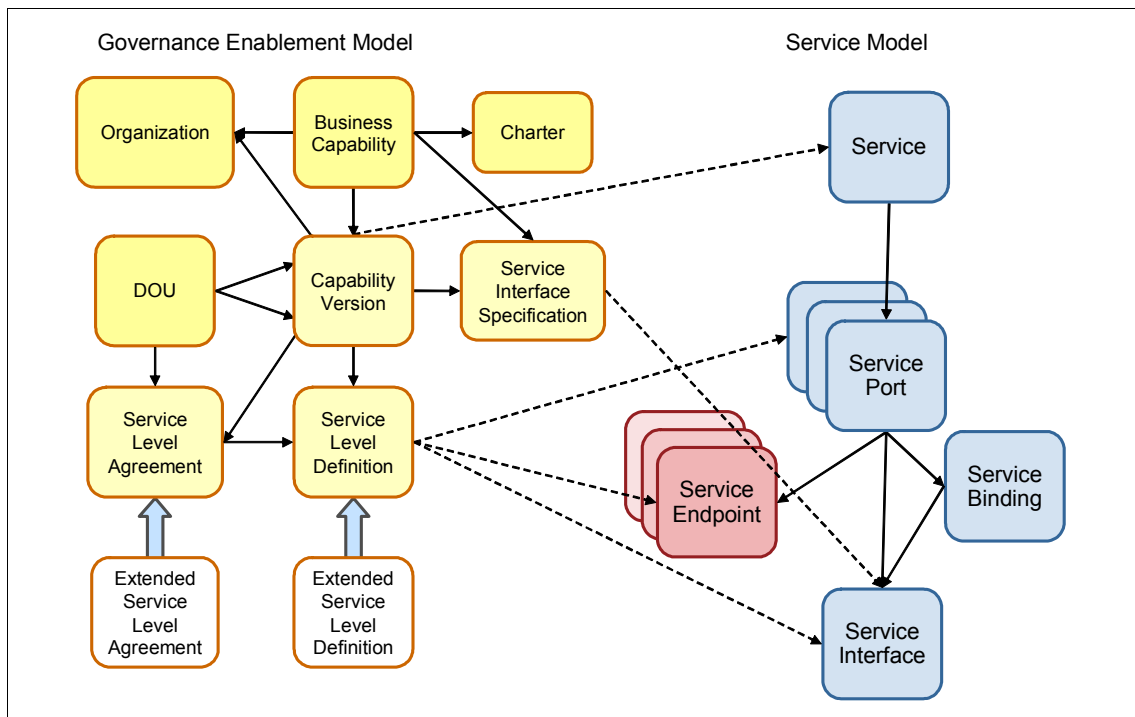 Governance Enablement Model
Service Model
Organization
Business
Capability
Charter
Service
DOU
Capability
Version
Service
Interface
Specification
Service
Port
Service
Level
Agreement
Service
Level
Definition
Service
Endpoint
Service
Binding
Extended
Service
Level
Agreement
Extended
Service
Level
Definition
Service
Interface